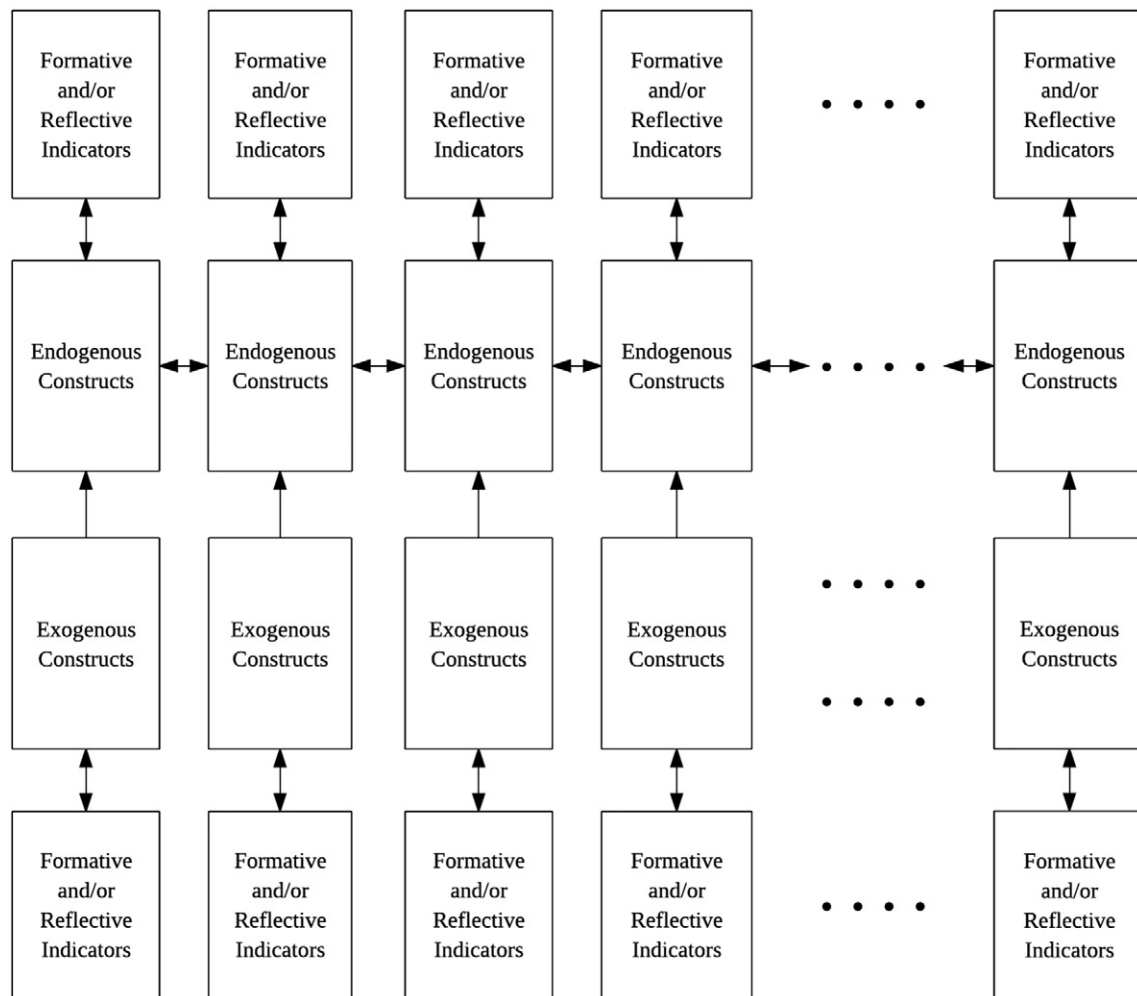 Formative
and/or
Reflective
Indicators
Formative
and/or
Reflective
Indicators
Formative
and/or
Reflective
Indicators
Formative
and/or
Reflective
Indicators
Formative
and/or
Reflective
Indicators
Endogenous
Constructs
Endogenous
Constructs
Endogenous
Constructs
Endogenous
Constructs
Endogenous
Constructs
Exogenous
Constructs
Exogenous
Constructs
Exogenous
Constructs
Exogenous
Constructs
Exogenous
Constructs
Formative
and/or
Reflective
Indicators
Formative
and/or
Reflective
Indicators
Formative
and/or
Reflective
Indicators
Formative
and/or
Reflective
Indicators
Formative
and/or
Reflective
Indicators